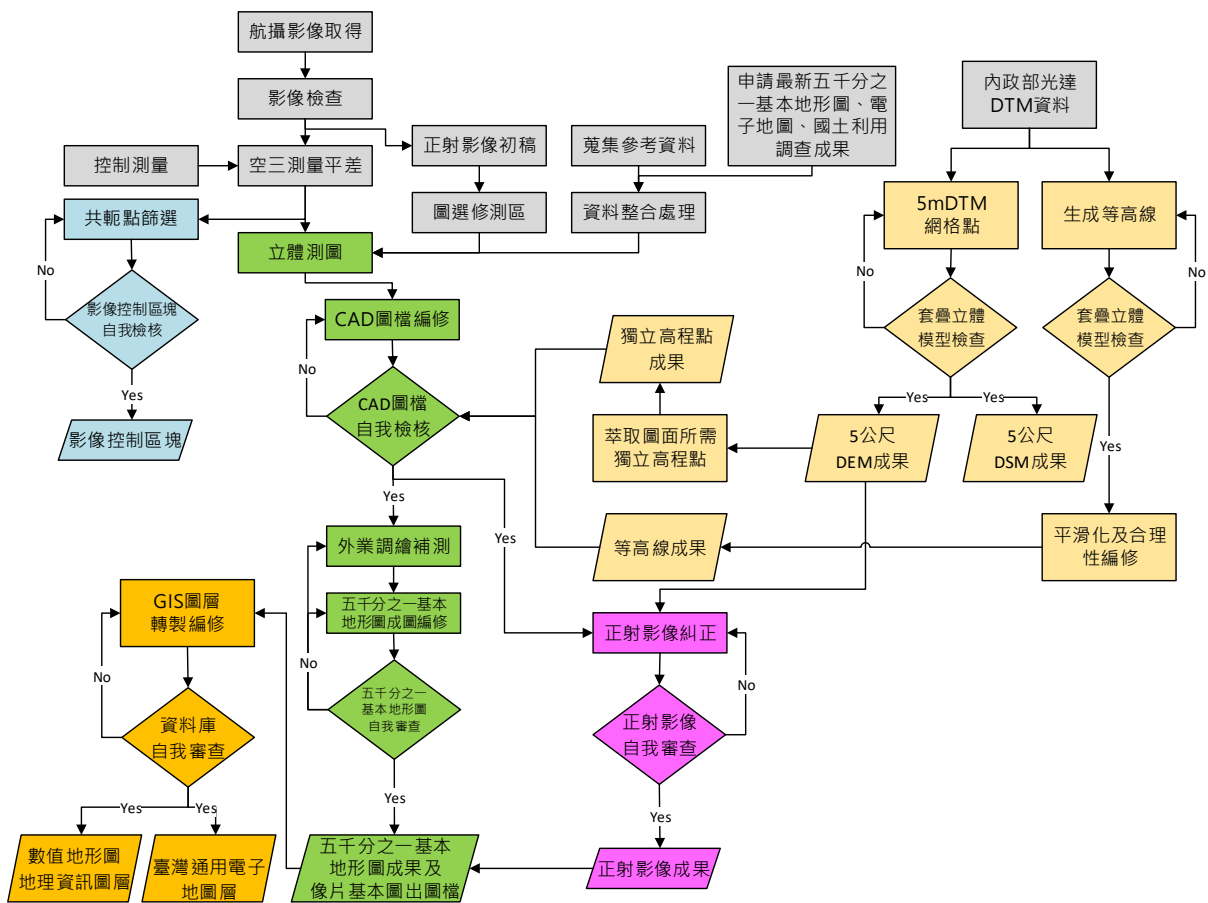 航攝影像取得
影像檢查
申請最新五千分之
一基本地形圖、電
子地圖、國土利用
調查成果
內政部光達
DTM資料
控制測量
空三測量平差
正射影像初稿
蒐集參考資料
共軛點篩選
圖選修測區
資料整合處理
5mDTM
網格點
生成等高線
立體測圖
No
影像控制區塊
自我檢核
Yes
影像控制區塊
CAD圖檔編修
No
CAD圖檔
自我檢核
Yes
Yes
獨立高程點
成果
萃取圖面所需
獨立高程點
等高線成果
No
套疊立體
模型檢查
Yes
Yes
5公尺
DEM成果
5公尺
DSM成果
No
套疊立體
模型檢查
Yes
平滑化及合理
性編修
外業調繪補測
五千分之一基本
地形圖成圖編修
No
五千分之一
基本地形圖
自我審查
Yes
五千分之一基本
地形圖成果及
像片基本圖出圖檔
正射影像糾正
No
正射影像
自我審查
Yes
正射影像成果
GIS圖層
轉製編修
No
資料庫
自我審查
Yes
Yes
數值地形圖
地理資訊圖層
臺灣通用電子
地圖層